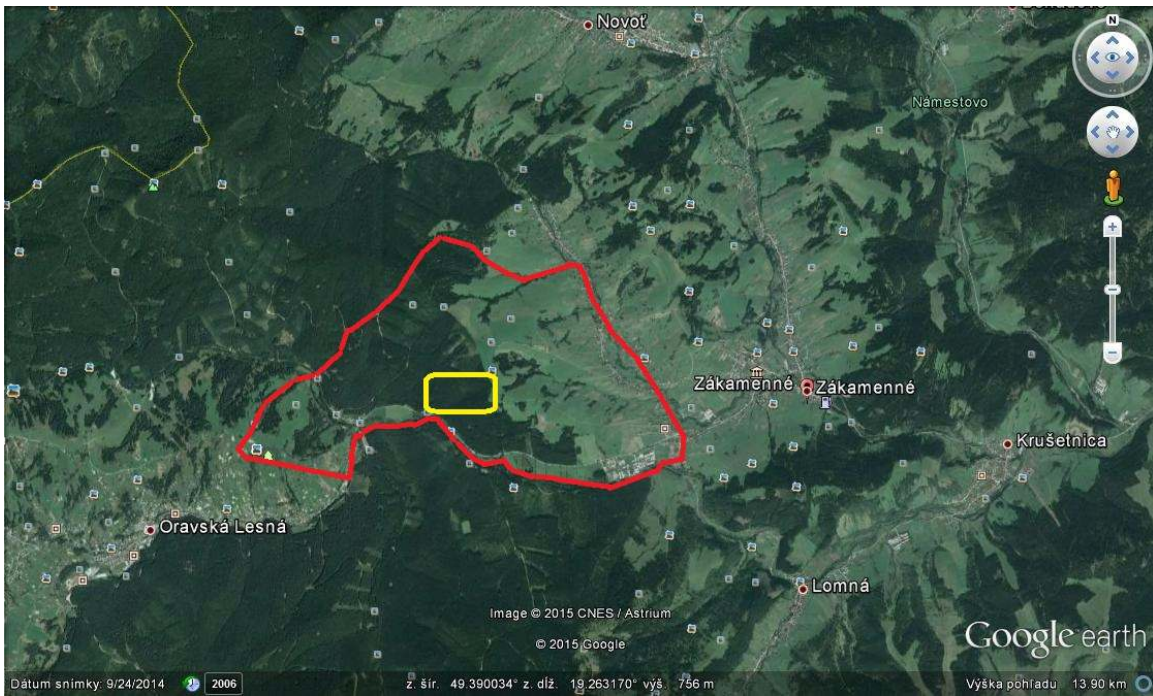 Novoť
N
Námestovo
Zákamenné
Zákamenné
Krušetnica
Oravská Lesná
Lomná
Image © 2015 CNES / Astrium
© 2015 Google
Google earth
Dátum snímky: 9/24/2014
2006
z. šír. 49.390034° z. dĺž. 19.263170° výš. 756 m
Výška pohľadu 13.90 km